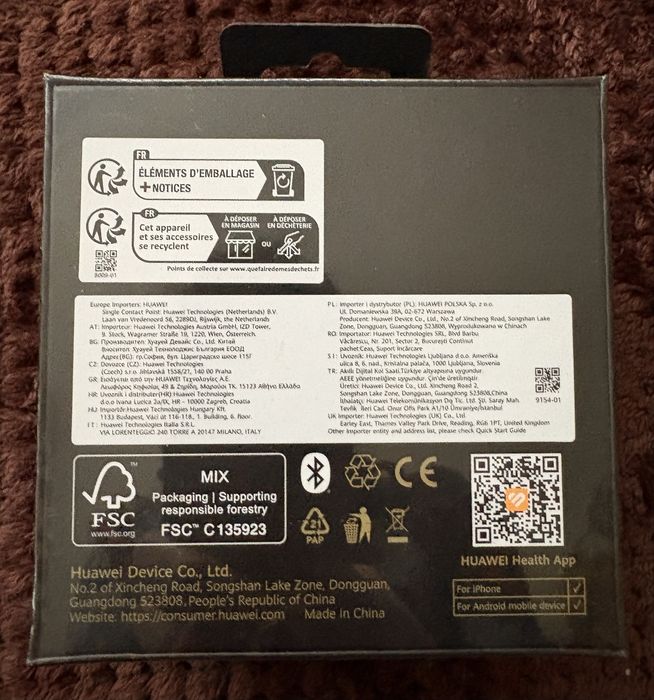 FR
ÉLÉMENTS D'EMBALLAGE
+ NOTICES
FR
Cet appareil
et ses accessoires
se recyclent
À DÉPOSER
EN MAGASIN
OU
À DÉPOSER
EN DÉCHÈTERIE
9009-01
Points de collecte sur www.quefairedemesdechets.fr
Europe Importers: HUAWEI
Single Contact Point: Huawei Technologies (Netherlands) B.V.
Laan van Vredenoord 56, 2289DJ, Rijswijk, the Netherlands
AT: Importeur: Huawei Technologies Austria GmbH, IZD Tower,
9. Stock, Wagramer Straße 19, 1220, Wien, Österreich.
BG: Производител: Хуауей Девайс Со., Ltd. Китай
Вносител: Хуауей Технолоджис България ЕООД
Адрес(BG): гр.София, бул. Цариградско шосе 115Г
CZ: Dovozce (CZ): Huawei Technologies
(Czech) s.r.o. Jihlavská 1558/21, 140 00 Praha
GR: Εισάγεται από την HUAWEI Τεχνολογίες Α.Ε.
Λεωφόρος Κηφισίας, 49 & Ζηρίδη, Μαρούσι ΤΚ. 15123 Αθήνα Ελλάδα
HR: Uvoznik i distributer(HR) Huawei Technologies
d.o.o Ivana Lucica 2a/IX, HR - 10000 Zagreb, Croatia
HU: Importőr: Huawei Technologies Hungary Kft.
1133 Budapest, Váci út 116-118., 1. Building, 6. floor.
IT: Huawei Technologies Italia S.R.L.
VIA LORENTEGGIO 240 TORRE A 20147 MILANO, ITALY
PL: Importer i dystrybutor (PL): HUAWEI POLSKA Sp. z o.o.
Ul. Domaniewska 39A, 02-672 Warszawa
Producent: Huawei Device Co., Ltd., No.2 of Xincheng Road, Songshan Lake
Zone, Dongguan, Guangdong 523808, Wyprodukowano w Chinach
RO: Importator: Huawei Technologies SRL, Blvd Barbu
Văcărescu, Nr. 201, Sector 2, București Continut
pachet:Ceas, Suport încărcare
SI: Uvoznik: Huawei Technologies Ljubljana d.o.o. Ameriška
ulica 8, 6. nad., Kristalna palača, 1000 Ljubljana, Slovenia
TR: Akıllı Dijital Kol Saati,Türkiye altyapısına uygundur.
AEEE yönetmeliğine uygundur. Çin'de üretilmiştir.
Üretici: Huawei Device Co., Ltd. Xincheng Road 2,
Songshan Lake Zone, Dongguan, Guangdong 523808,China
İthalatçı: Huawei Telekomünikasyon Dış Tic. Ltd. Şti. Saray Mah.
Tevfik İleri Cad. Onur Ofis Park A1/10 Ümraniye/İstanbul
UK Importer: Huawei Technologies (UK) Co., Ltd.
Earley East, Thames Valley Park Drive, Reading, RG6 1PT, United Kingdom
Other Importer entity and address list, please check Quick Start Guide
9154-01
FSC
www.fsc.org
MIX
Packaging | Supporting
responsible forestry
FSC™ C135923
CE
21
PAP
HUAWEI Health App
For iPhone
For Android mobile device
Huawei Device Co., Ltd.
No.2 of Xincheng Road, Songshan Lake Zone, Dongguan,
Guangdong 523808, People's Republic of China
Website: https://consumer.huawei.com Made in China